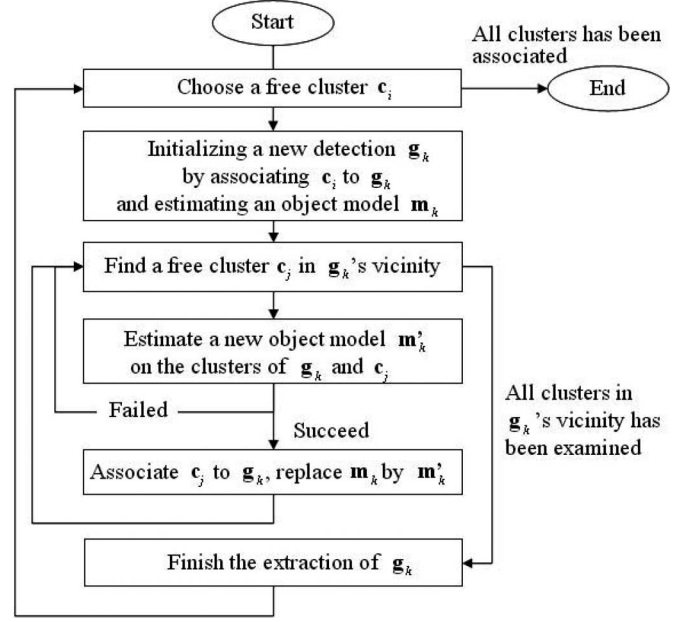 Start
All clusters has been
associated
Choose a free cluster c_i
End
Initializing a new detection g_k
by associating c_i to g_k
and estimating an object model m_k
Find a free cluster c_j in g_k's vicinity
Estimate a new object model m'_k
on the clusters of g_k and c_j
Failed
Succeed
All clusters in
g_k's vicinity has
been examined
Associate c_j to g_k, replace m_k by m'_k
Finish the extraction of g_k